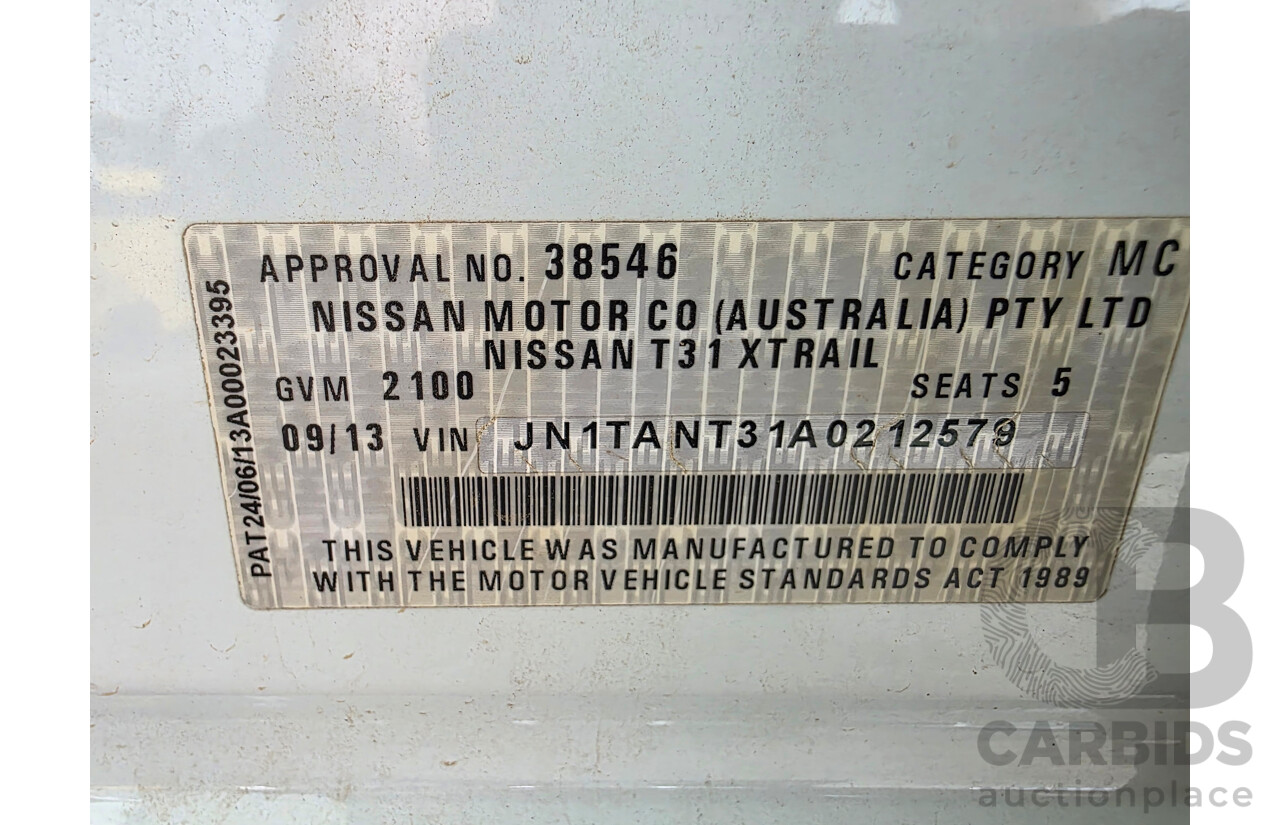 APPROVAL NO. 38546 CATEGORY MC
NISSAN MOTOR CO (AUSTRALIA) PTY LTD
NISSAN T31 XTRAIL
GVM 2100 SEATS 5
09/13 VIN JN1TANT31A0212579
THIS VEHICLE WAS MANUFACTURED TO COMPLY
WITH THE MOTOR VEHICLE STANDARDS ACT 1989
PAT24/06/13A00023395
CB
CARBIDS
auctionplace